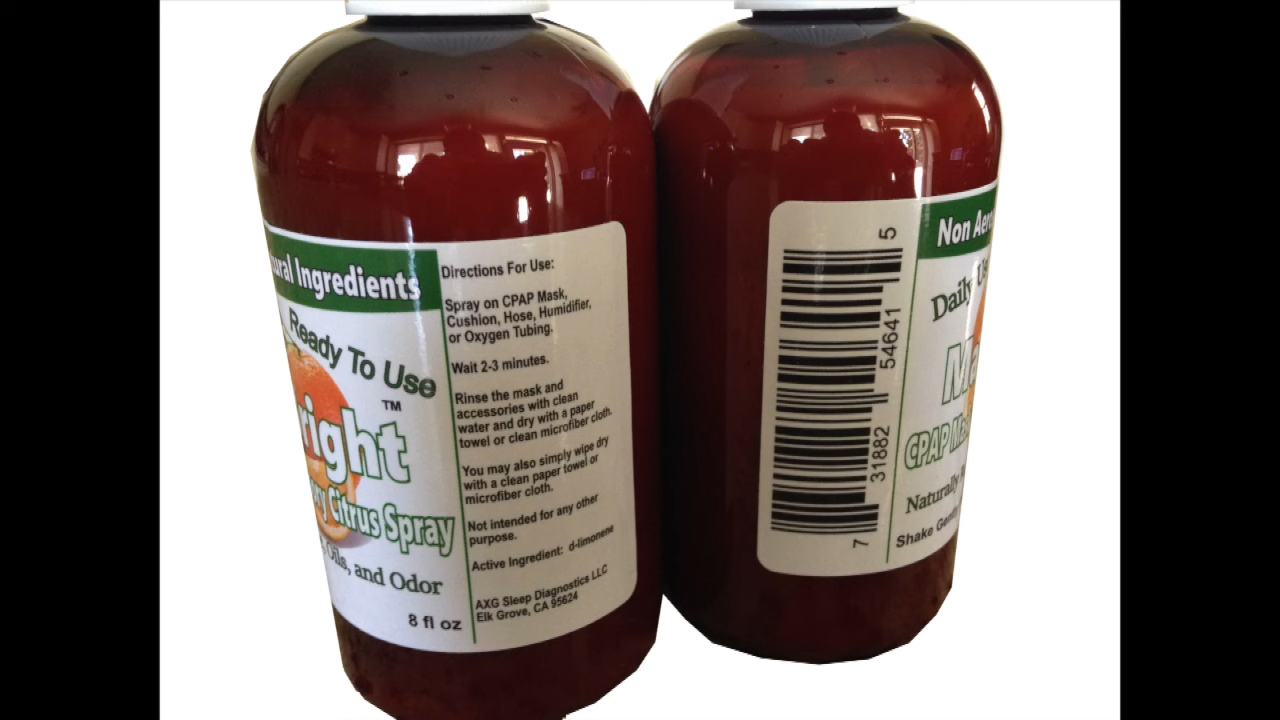 Ingredients
Ready To Use
™
right
Citrus Spray
Oils, and Odor
8 fl oz
Directions For Use:
Spray on CPAP Mask,
Cushion, Hose, Humidifier,
or Oxygen Tubing.
Wait 2-3 minutes.
Rinse the mask and
accessories with clean
water and dry with a paper
towel or clean microfiber cloth.
You may also simply wipe dry
with a clean paper towel or
microfiber cloth.
Not intended for any other
purpose.
Active Ingredient: d-limonene
AXG Sleep Diagnostics LLC
Elk Grove, CA 95624
7 31882 54641 5
Non
Daily
CPAP
Naturally
Shake